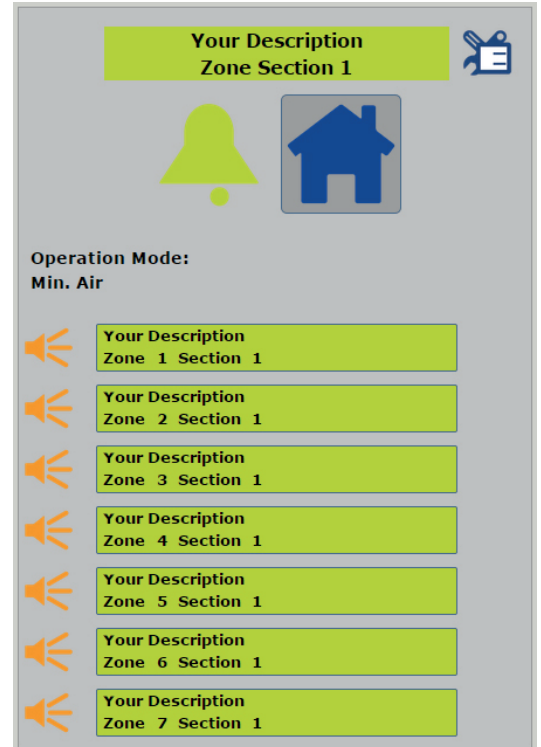 Your Description
Zone Section 1
Operation Mode:
Min. Air
Your Description
Zone 1 Section 1
Your Description
Zone 2 Section 1
Your Description
Zone 3 Section 1
Your Description
Zone 4 Section 1
Your Description
Zone 5 Section 1
Your Description
Zone 6 Section 1
Your Description
Zone 7 Section 1